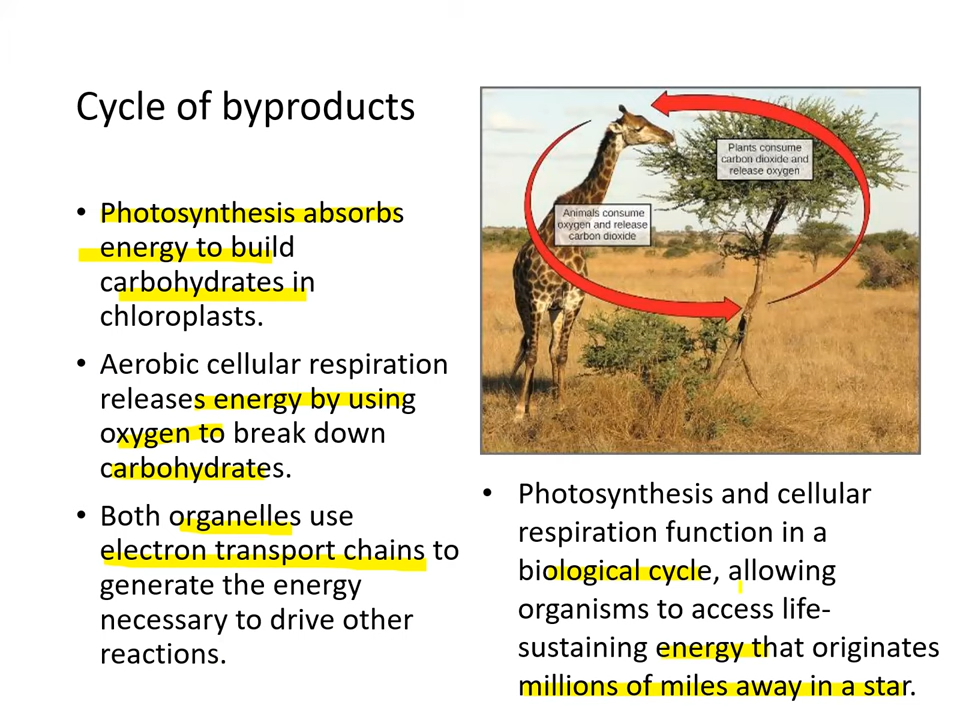 Cycle of byproducts
• Photosynthesis absorbs
energy to build
carbohydrates in
chloroplasts.
• Aerobic cellular respiration
releases energy by using
oxygen to break down
carbohydrates.
• Both organelles use
electron transport chains to
generate the energy
necessary to drive other
reactions.
Plants consume
carbon dioxide and
release oxygen
Animals consume
oxygen and release
carbon dioxide
• Photosynthesis and cellular
respiration function in a
biological cycle, allowing
organisms to access life-
sustaining energy that originates
millions of miles away in a star.